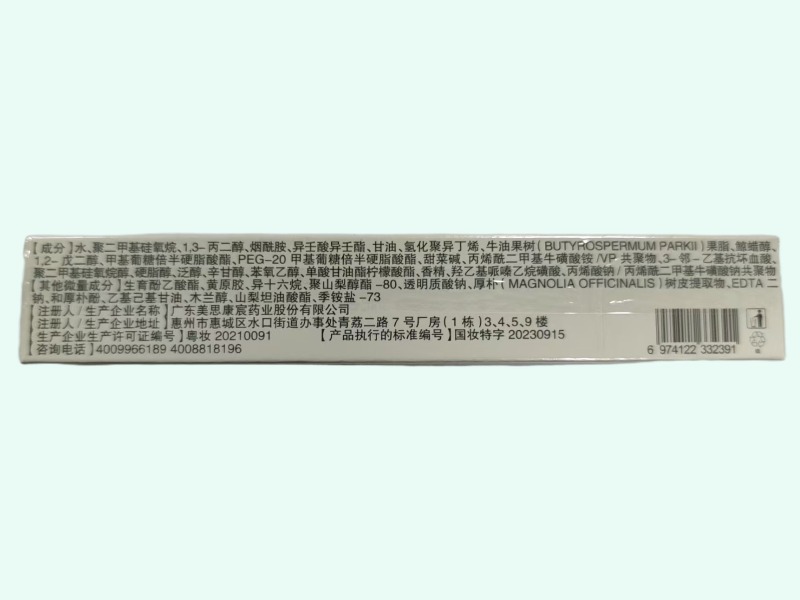 【成分】水、聚二甲基硅氧烷、1,3-丙二醇、烟酰胺、异壬酸异壬酯、甘油、氢化聚异丁烯、牛油果树(BUTYROSPERMUM PARKII)果脂、鲸蜡醇、
1,2-戊二醇、甲基葡糖倍半硬脂酸酯、PEG-20 甲基葡糖倍半硬脂酸酯、甜菜碱、丙烯酰二甲基牛磺酸铵/VP 共聚物、3-邻-乙基抗坏血酸、
聚二甲基硅氧烷醇、硬脂醇、泛醇、辛甘醇、苯氧乙醇、单酸甘油酯柠檬酸酯、香精、羟乙基哌嗪乙烷磺酸、丙烯酸钠/丙烯酰二甲基牛磺酸钠共聚物
【其他微量成分】生育酚乙酸酯、黄原胶、异十六烷、聚山梨醇酯-80、透明质酸钠、厚朴(MAGNOLIA OFFICINALIS)树皮提取物、EDTA 二
钠、和厚朴酚、乙基己基甘油、木兰醇、山梨坦油酸酯、季铵盐-73
【注册人/生产企业名称】广东美思康宸药业股份有限公司
【注册人/生产企业地址】惠州市惠城区水口街道办事处青荔二路 7 号厂房(1 栋)3、4、5、9 楼
【生产企业生产许可证编号】粤妆 20210091 【产品执行的标准编号】国妆特字 20230915
【咨询电话】4009966189 4008818196
6 974122 332391